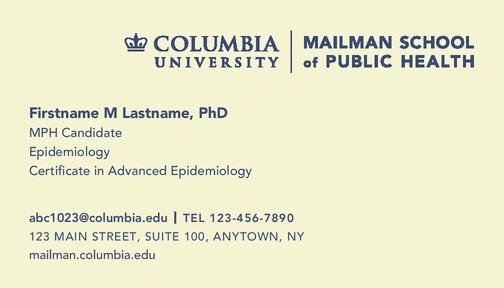 COLUMBIA UNIVERSITY
MAILMAN SCHOOL of PUBLIC HEALTH
Firstname M Lastname, PhD
MPH Candidate
Epidemiology
Certificate in Advanced Epidemiology
abc1023@columbia.edu | TEL 123-456-7890
123 MAIN STREET, SUITE 100, ANYTOWN, NY
mailman.columbia.edu